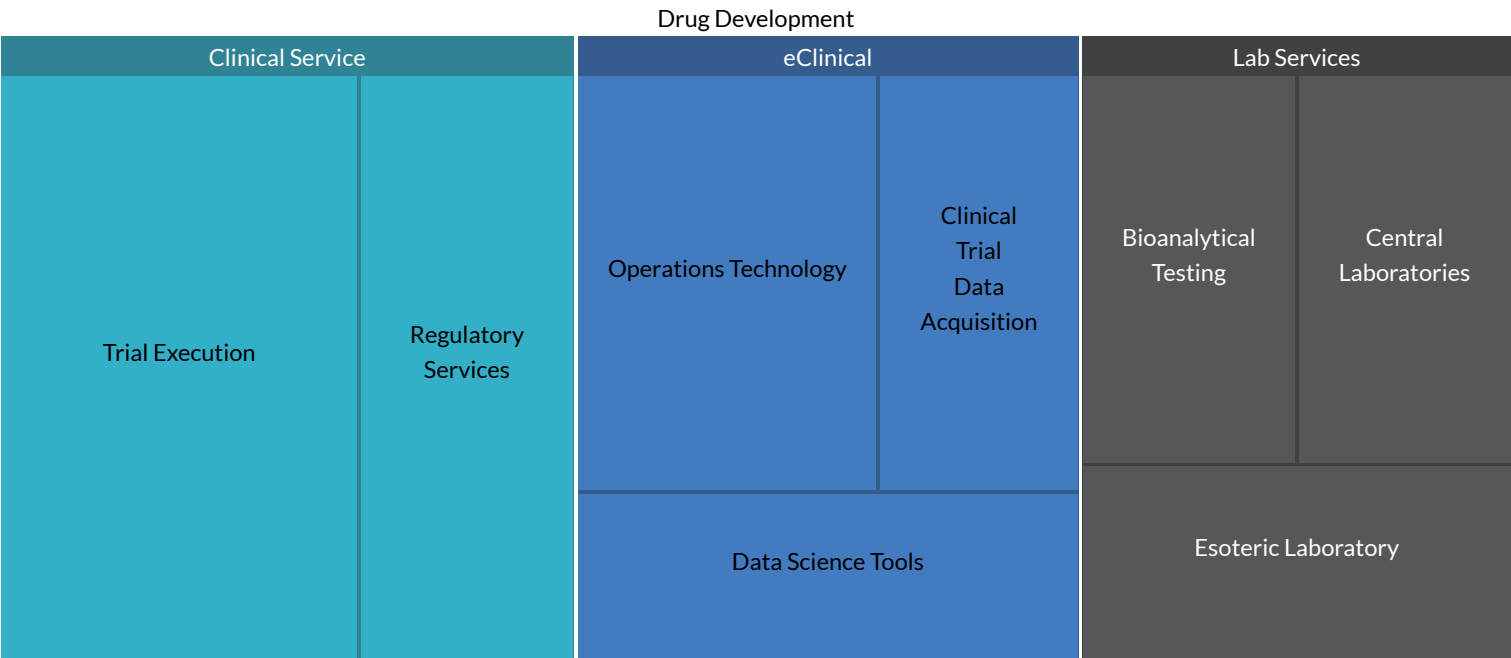 Drug Development
Clinical Service
Trial Execution
Regulatory
Services
eClinical
Operations Technology
Clinical
Trial
Data
Acquisition
Data Science Tools
Lab Services
Bioanalytical
Testing
Central
Laboratories
Esoteric Laboratory